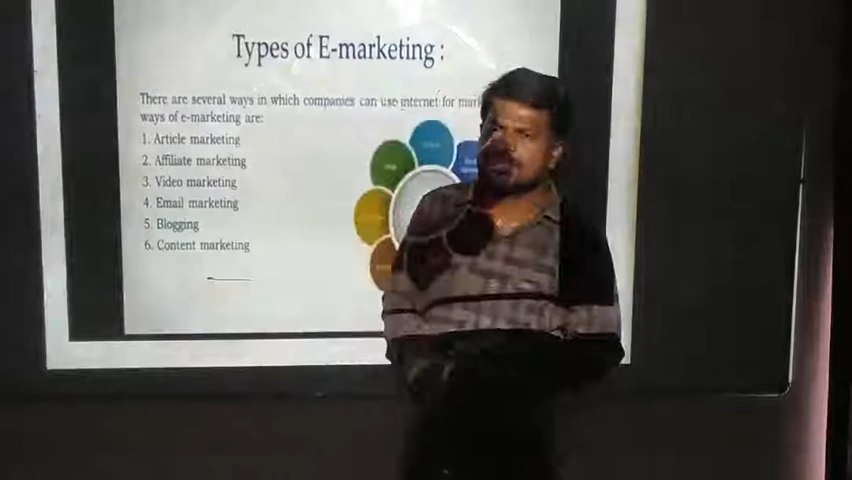 Types of E-marketing :
There are several ways in which companies can use internet for
ways of e-marketing are:
1. Article marketing
2. Affiliate marketing
3. Video marketing
4. Email marketing
5. Blogging
6. Content marketing